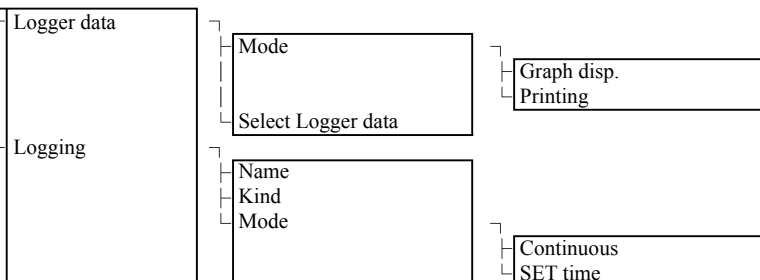 Logger data
Mode
Graph disp.
Printing
Select Logger data
Logging
Name
Kind
Mode
Continuous
SET time